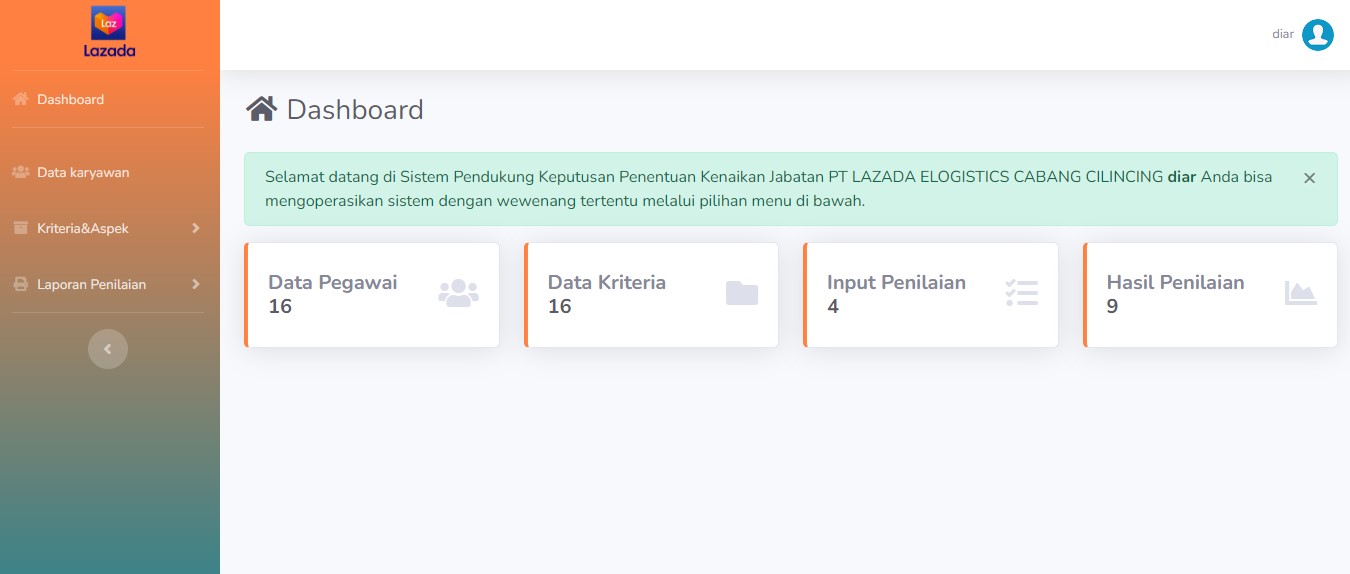 Laz
Lazada
diar
Dashboard
Data karyawan
Kriteria&Aspek
Laporan Penilaian
Dashboard
Selamat datang di Sistem Pendukung Keputusan Penentuan Kenaikan Jabatan PT LAZADA ELOGISTICS CABANG CILINCING diar Anda bisa
mengoperasikan sistem dengan wewenang tertentu melalui pilihan menu di bawah.
Data Pegawai
16
Data Kriteria
16
Input Penilaian
4
Hasil Penilaian
9